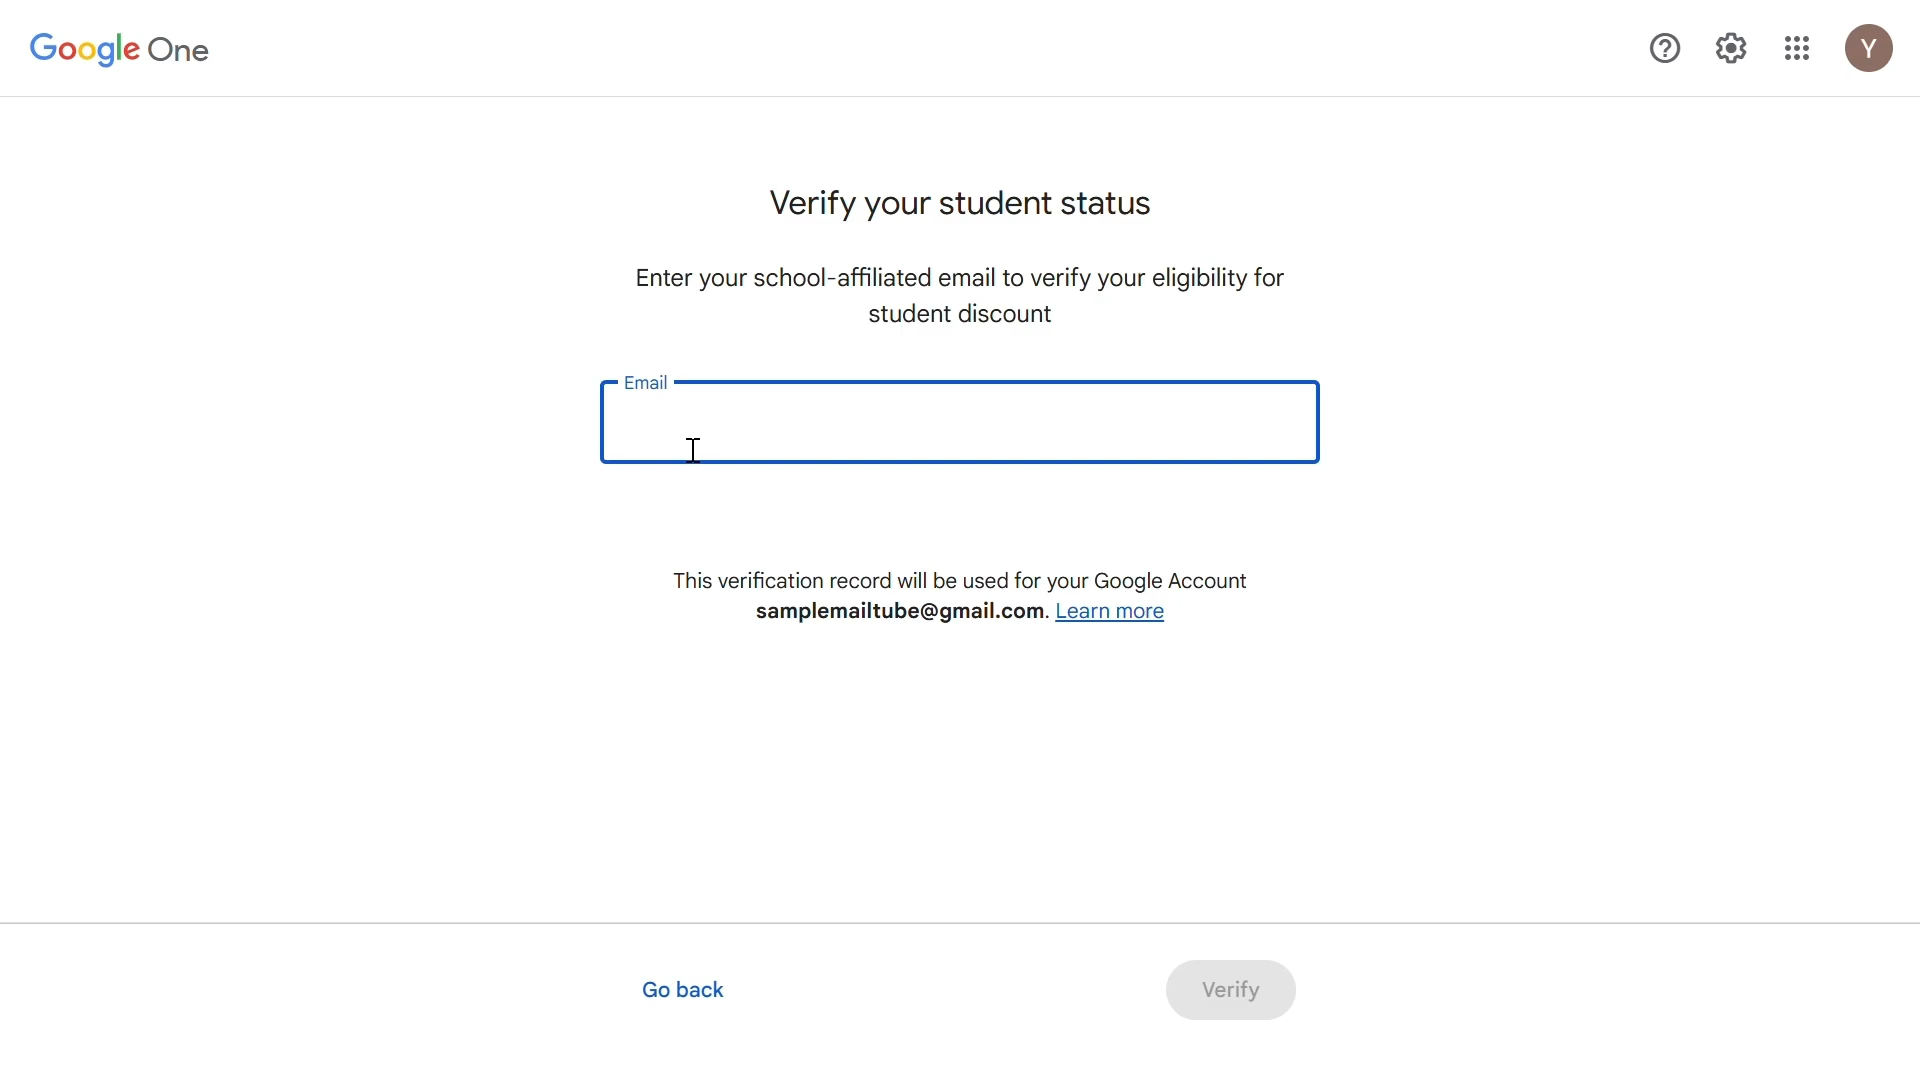 Google One
Y
Verify your student status
Enter your school-affiliated email to verify your eligibility for
student discount
Email
This verification record will be used for your Google Account
samplemailtube@gmail.com. Learn more
Go back
Verify